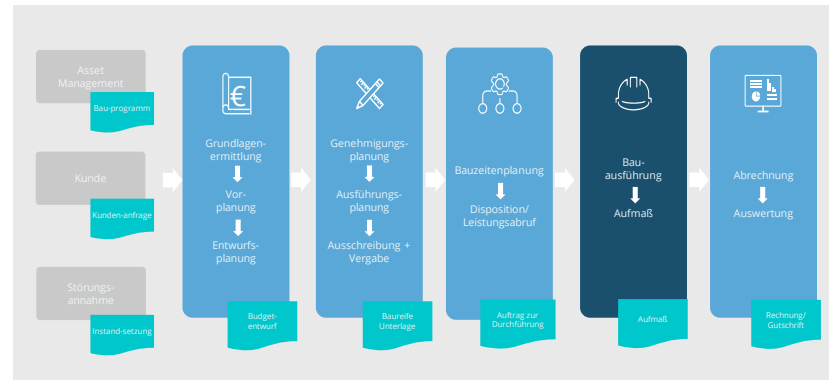 Asset
Management
Bau-programm
Kunde
Kunden-anfrage
Störungs-
annahme
Instand-setzung
€
Grundlagen-
ermittlung
Vor-
planung
Entwurfs-
planung
Budget-
entwurf
Genehmigungs-
planung
Ausführungs-
planung
Ausschreibung +
Vergabe
Baureife
Unterlage
Bauzeitenplanung
Disposition/
Leistungsabruf
Auftrag zur
Durchführung
Bau-
ausführung
Aufmaß
Aufmaß
Abrechnung
Auswertung
Rechnung/
Gutschrift